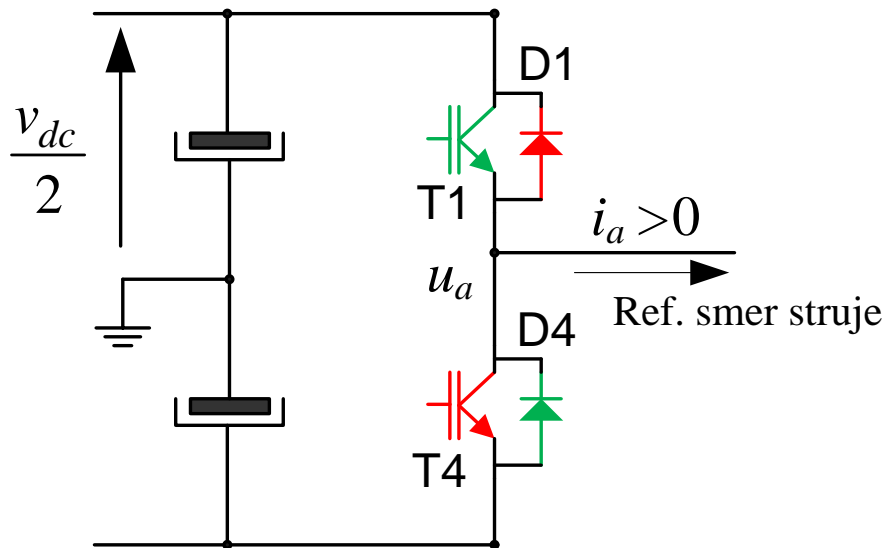 D1
v_dc/2
T1
i_a >0
u_a
Ref. smer struje
D4
T4